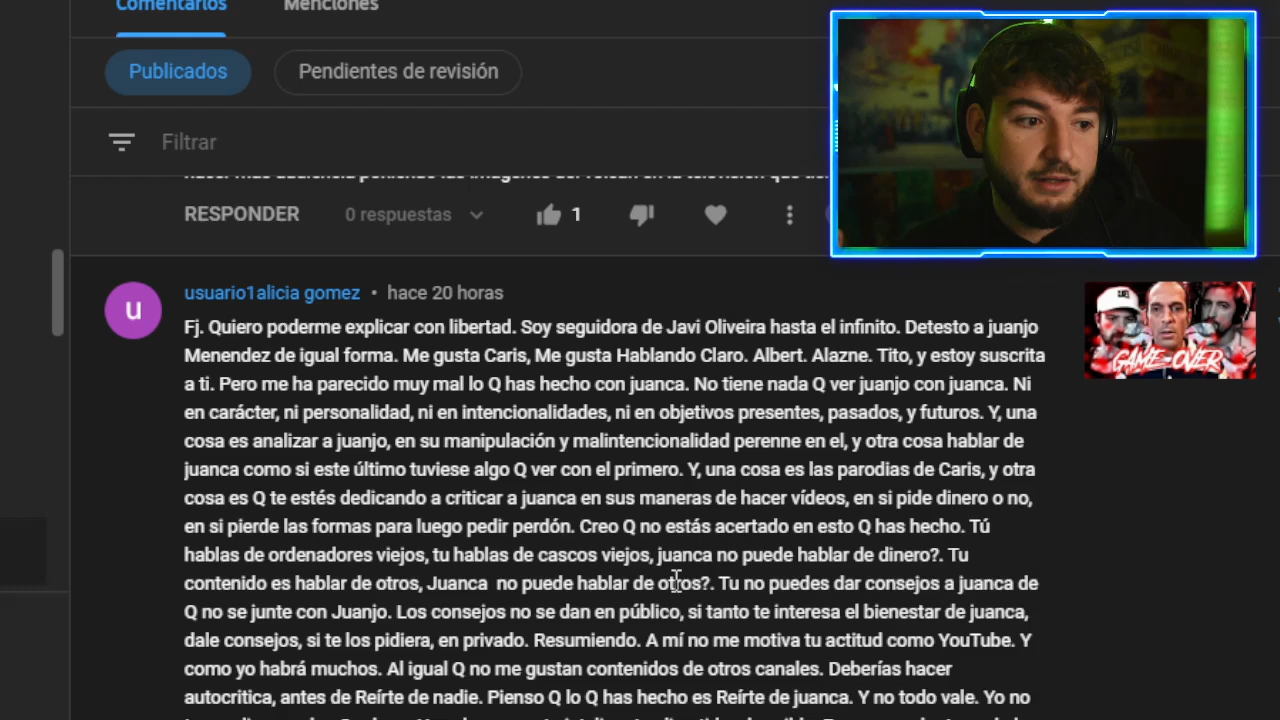 Comentarios
Menciones
Publicados
Pendientes de revisión
Filtrar
RESPONDER
0 respuestas
1
u
usuario1alicia gomez • hace 20 horas
Fj. Quiero poderme explicar con libertad. Soy seguidora de Javi Oliveira hasta el infinito. Detesto a juanjo
Menendez de igual forma. Me gusta Caris, Me gusta Hablando Claro. Albert. Alazne. Tito, y estoy suscrita
a ti. Pero me ha parecido muy mal lo Q has hecho con juanca. No tiene nada Q ver juanjo con juanca. Ni
en carácter, ni personalidad, ni en intencionalidades, ni en objetivos presentes, pasados, y futuros. Y, una
cosa es analizar a juanjo, en su manipulación y malintencionalidad perenne en el, y otra cosa hablar de
juanca como si este último tuviese algo Q ver con el primero. Y, una cosa es las parodias de Caris, y otra
cosa es Q te estés dedicando a criticar a juanca en sus maneras de hacer vídeos, en si pide dinero o no,
en si pierde las formas para luego pedir perdón. Creo Q no estás acertado en esto Q has hecho. Tú
hablas de ordenadores viejos, tu hablas de cascos viejos, juanca no puede hablar de dinero?. Tu
contenido es hablar de otros, Juanca no puede hablar de otros?. Tu no puedes dar consejos a juanca de
Q no se junte con Juanjo. Los consejos no se dan en público, si tanto te interesa el bienestar de juanca,
dale consejos, si te los pidiera, en privado. Resumiendo. A mí no me motiva tu actitud como YouTube. Y
como yo habrá muchos. Al igual Q no me gustan contenidos de otros canales. Deberías hacer
autocritica, antes de Reírte de nadie. Pienso Q lo Q has hecho es Reírte de juanca. Y no todo vale. Yo no
GAME-OVER